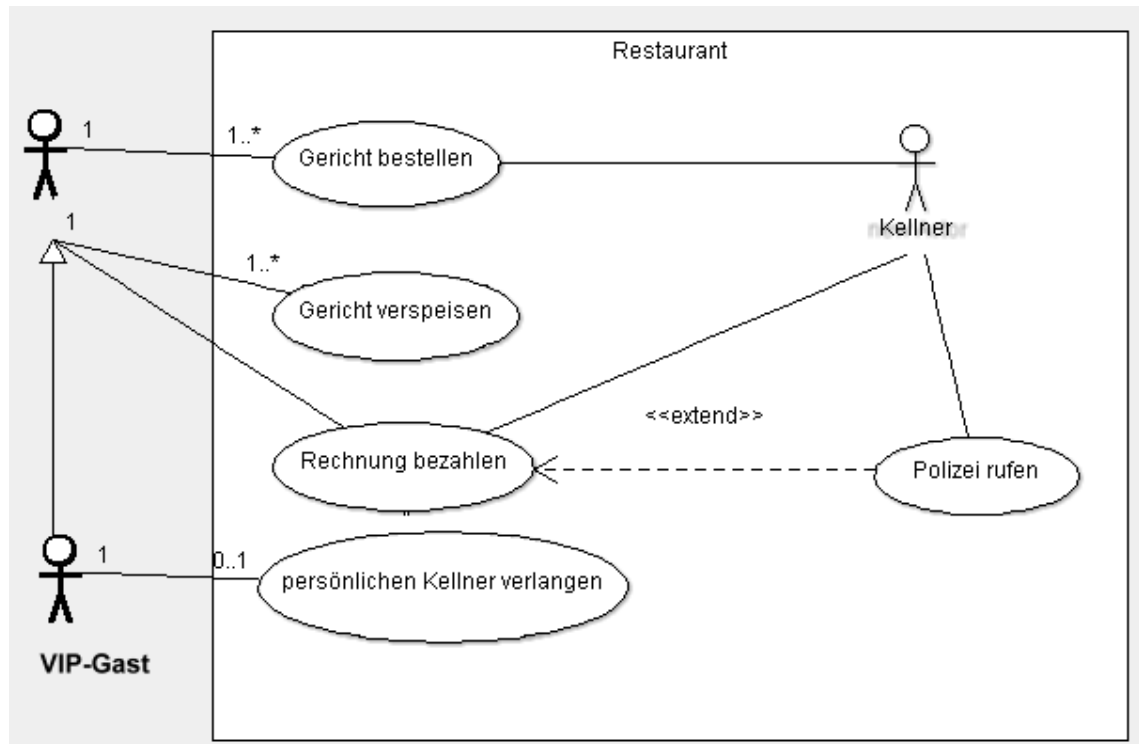 Restaurant
1
1..*
Gericht bestellen
Kellner
1
1..*
Gericht verspeisen
<<extend>>
Rechnung bezahlen
Polizei rufen
1
0..1
persönlichen Kellner verlangen
VIP-Gast